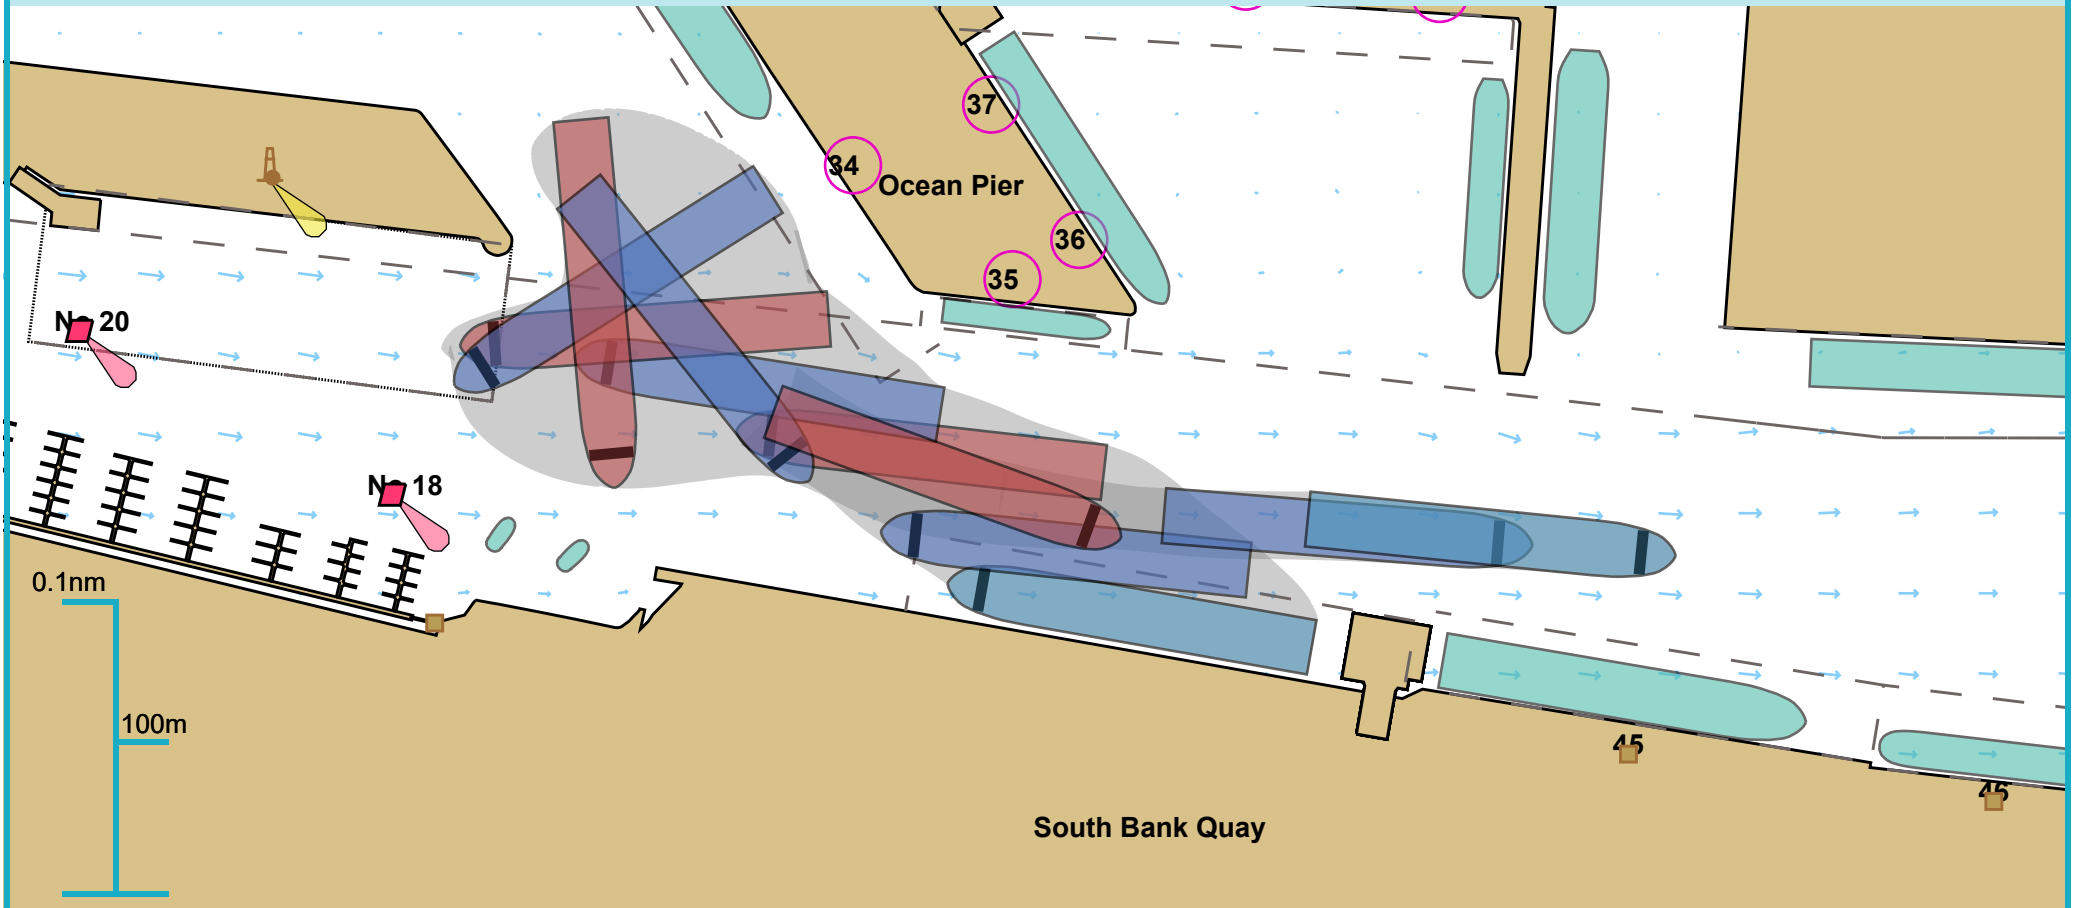 37
34
Ocean Pier
36
35
No 20
No 18
0.1nm
100m
45
46
South Bank Quay